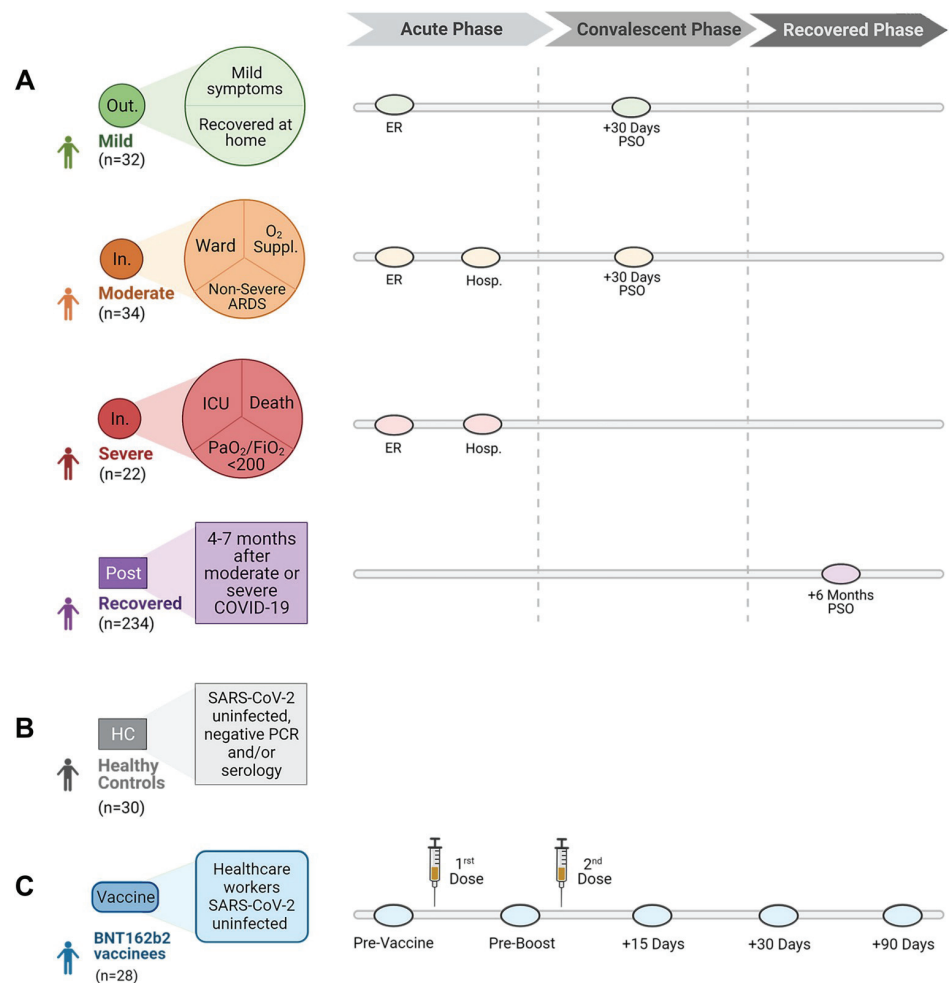 Acute Phase
Convalescent Phase
Recovered Phase
A
Out.
Mild
(n=32)
Mild
symptoms
Recovered at
home
ER
+30 Days
PSO
In.
Moderate
(n=34)
Ward
O₂
Suppl.
Non-Severe
ARDS
ER
Hosp.
+30 Days
PSO
In.
Severe
(n=22)
ICU
Death
PaO₂/FiO₂
<200
ER
Hosp.
Post
Recovered
(n=234)
4-7 months
after
moderate or
severe
COVID-19
+6 Months
PSO
B
HC
Healthy
Controls
(n=30)
SARS-CoV-2
uninfected,
negative PCR
and/or
serology
C
Vaccine
BNT162b2
vaccinees
(n=28)
Healthcare
workers
SARS-CoV-2
uninfected
1rst
Dose
2nd
Dose
Pre-Vaccine
Pre-Boost
+15 Days
+30 Days
+90 Days